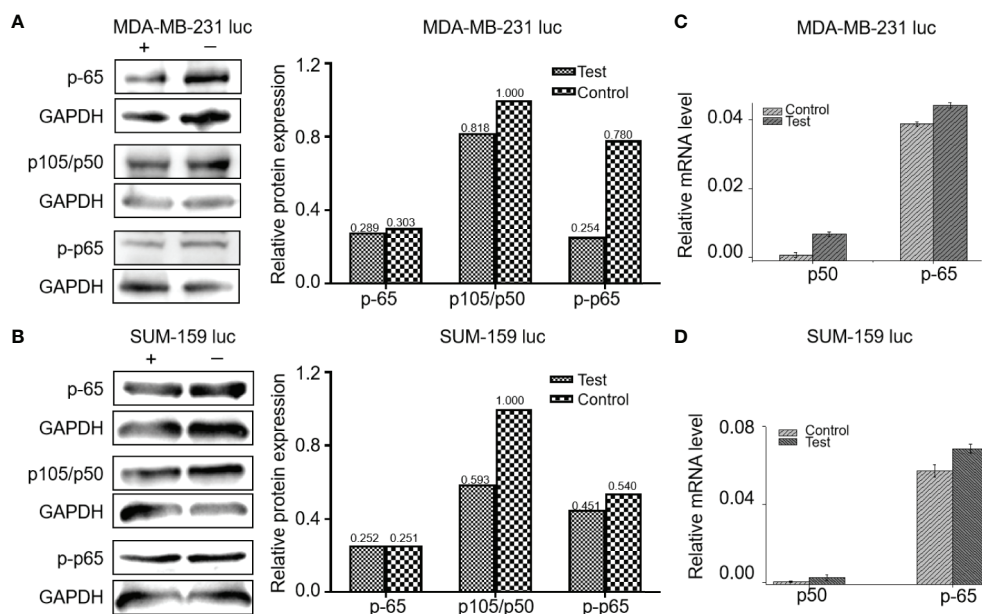 A
MDA-MB-231 luc
+ −
p-65
GAPDH
p105/p50
GAPDH
p-p65
GAPDH
MDA-MB-231 luc
Relative protein expression
1.2
0.8
0.4
0.0
Test
Control
0.289
0.303
0.818
1.000
0.254
0.780
p-65
p105/p50
p-p65
C
MDA-MB-231 luc
Relative mRNA level
0.04
0.02
0.00
Control
Test
p50
p-65
B
SUM-159 luc
+ −
p-65
GAPDH
p105/p50
GAPDH
p-p65
GAPDH
SUM-159 luc
Relative protein expression
1.2
0.8
0.4
0.0
Test
Control
0.252
0.251
0.593
1.000
0.451
0.540
p-65
p105/p50
p-p65
D
SUM-159 luc
Relative mRNA level
0.08
0.04
0.00
Control
Test
p50
p-65